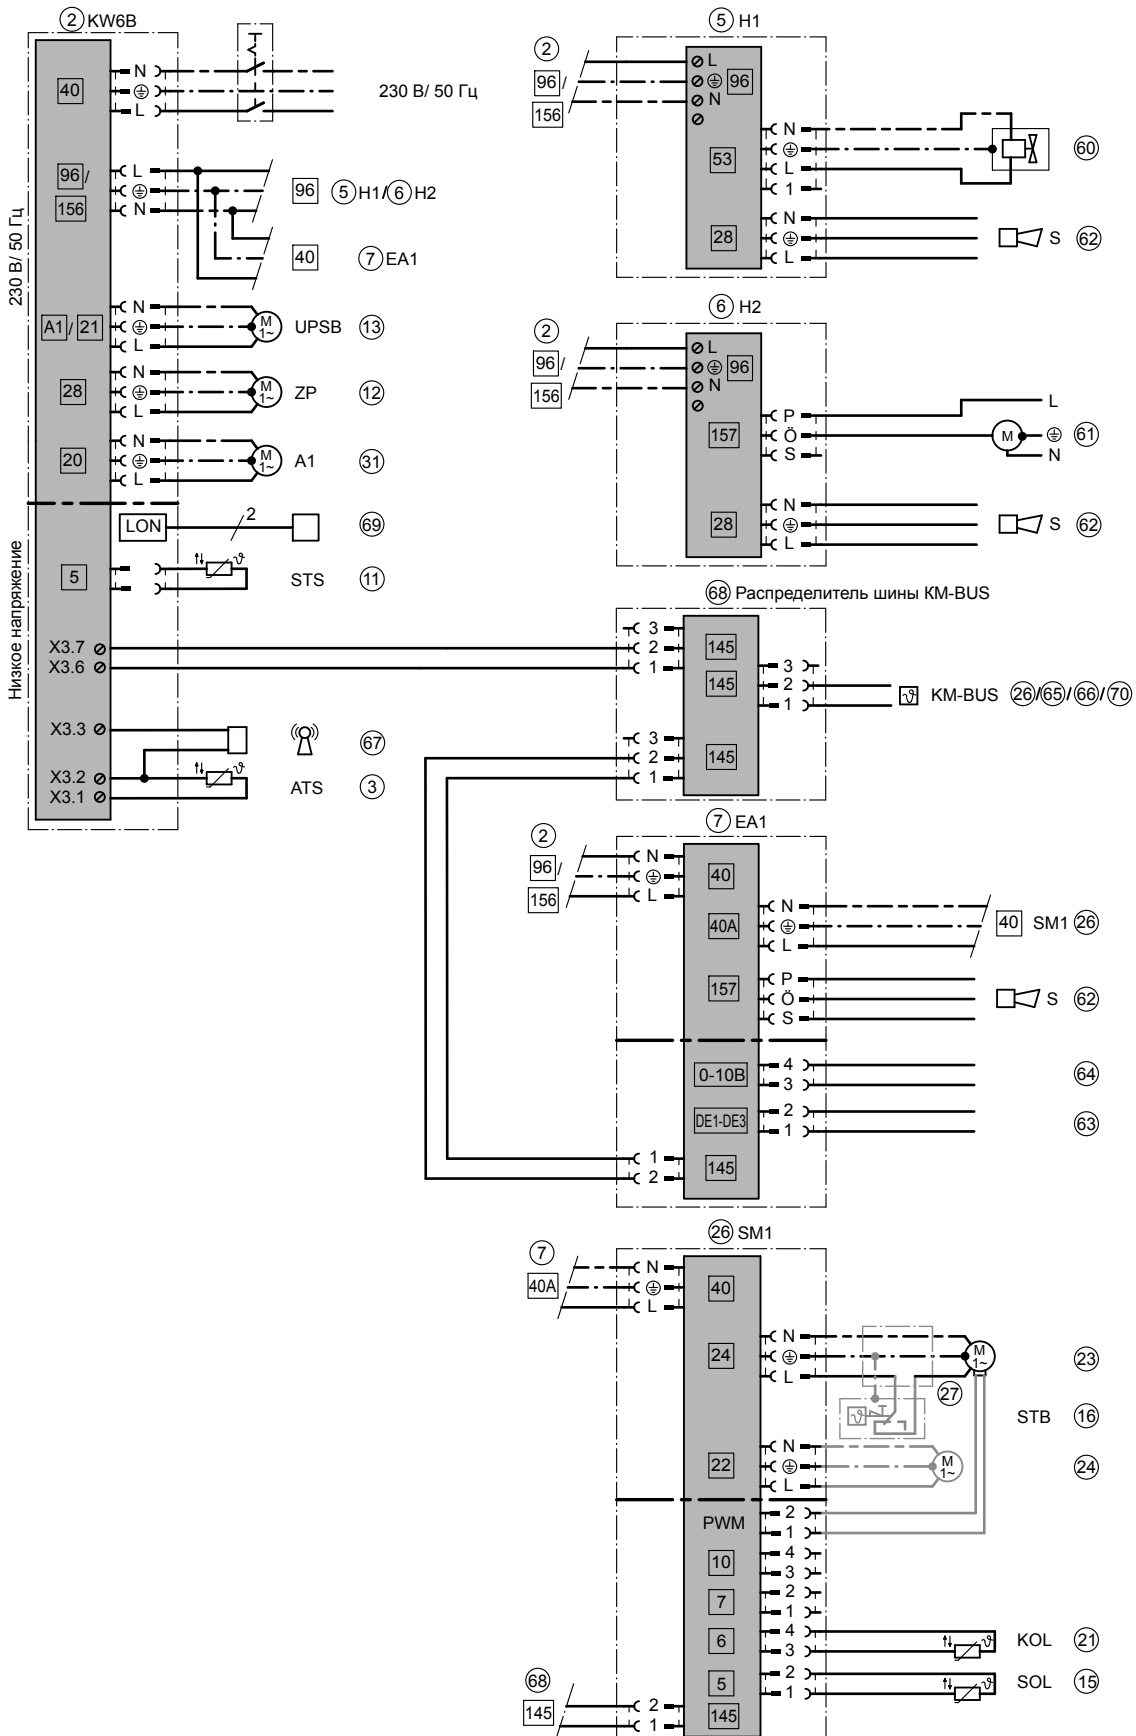 ② KW6B
40
N
L
230 В/ 50 Гц
96 / 156
L
N
96 ⑤ H1/⑥ H2
40 ⑦ EA1
230 В/ 50 Гц
A1 / 21
N
L
M 1~
UPSB ⑬
28
N
L
M 1~
ZP ⑫
20
N
L
M 1~
A1 ㉛
Низкое напряжение
LON 2 69
5
ϑ
STS ⑪
X3.7
X3.6
X3.3
67
X3.2
X3.1
ϑ
ATS ③
⑤ H1
②
96 /
156
L
N
96
53
N
L
1
60
28
N
L
S 62
⑥ H2
②
96 /
156
L
N
96
157
P
Ö
S
M
L
N
61
28
N
L
S 62
68 Распределитель шины KM-BUS
3
2
1
145
145
3
2
1
ϑ KM-BUS 26/65/66/70
3
2
1
145
⑦ EA1
②
96 /
156
N
L
40
40A
N
L
40 SM1 26
157
P
Ö
S
S 62
0-10В
4
3
64
DE1-DE3
2
1
63
1
2
145
26 SM1
⑦
40A
N
L
40
24
N
L
M 1~
23
27
ϑ
STB ⑯
22
N
L
M 1~
24
PWM
2
1
10
4
3
7
2
1
6
4
3
ϑ
KOL 21
5
2
1
ϑ
SOL ⑮
68
145
2
1
145